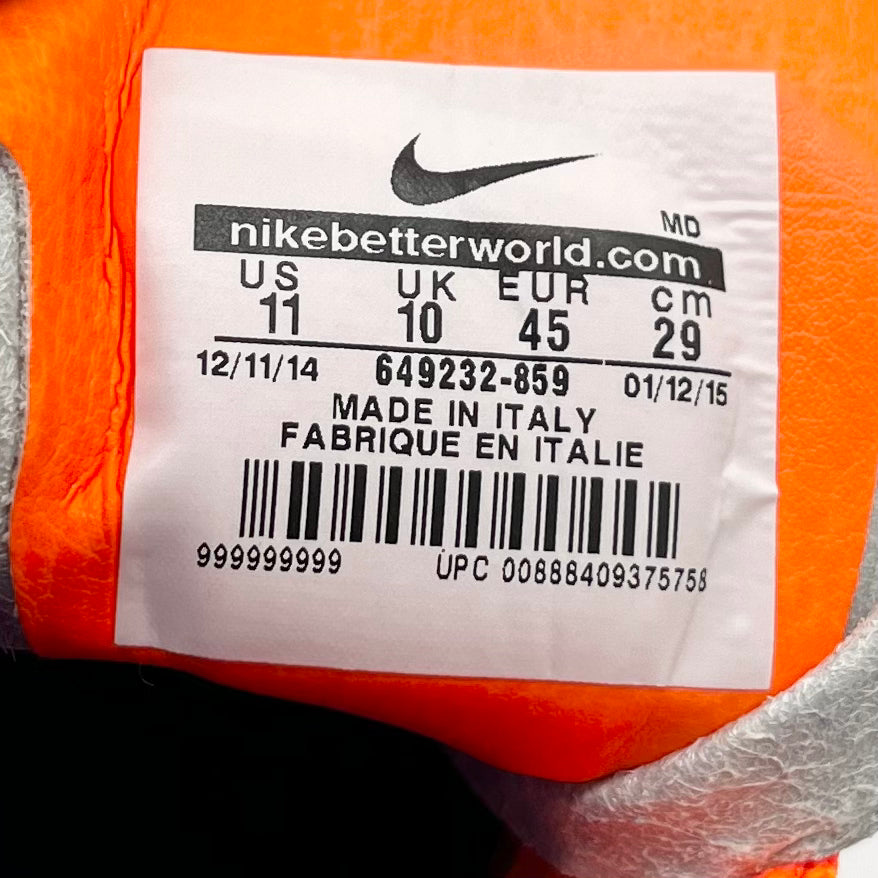 MD
nikebetterworld.com
US UK EUR cm
11 10 45 29
12/11/14 649232-859 01/12/15
MADE IN ITALY
FABRIQUE EN ITALIE
999999999 UPC 00888409375758